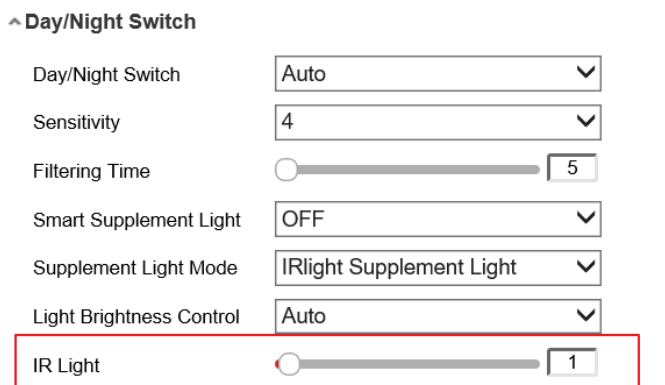 Day/Night Switch
Day/Night Switch Auto
Sensitivity 4
Filtering Time 5
Smart Supplement Light OFF
Supplement Light Mode IRlight Supplement Light
Light Brightness Control Auto
IR Light 1